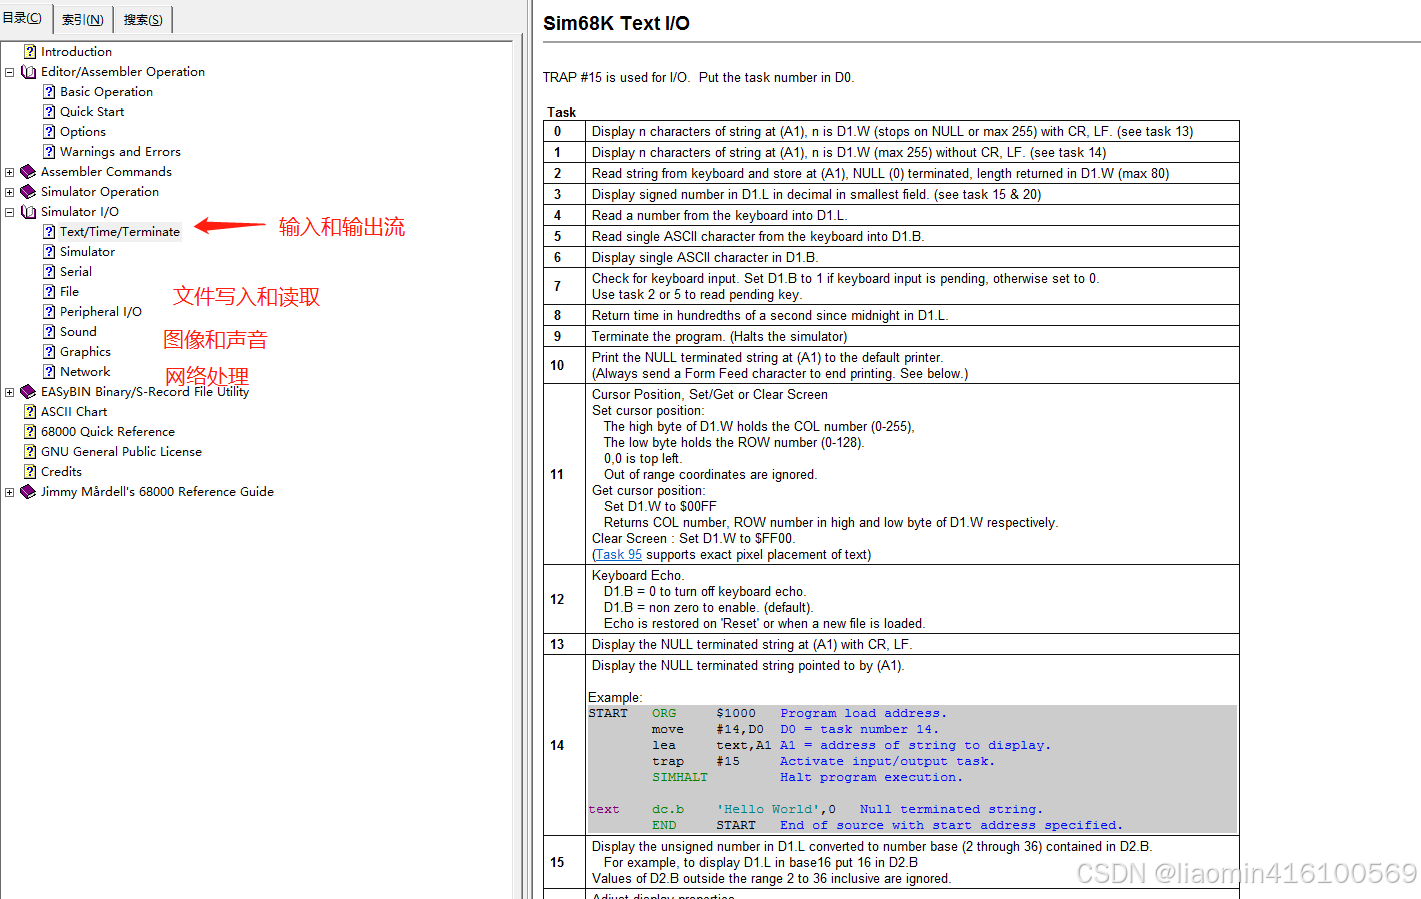 目录(C) 索引(N) 搜索(S)
Introduction
Editor/Assembler Operation
Basic Operation
Quick Start
Options
Warnings and Errors
Assembler Commands
Simulator Operation
Simulator I/O
Text/Time/Terminate 输入和输出流
Simulator
Serial
File 文件写入和读取
Peripheral I/O
Sound 图像和声音
Graphics
Network 网络处理
EASyBIN Binary/S-Record File Utility
ASCII Chart
68000 Quick Reference
GNU General Public License
Credits
Jimmy Mårdell's 68000 Reference Guide
Sim68K Text I/O
TRAP #15 is used for I/O. Put the task number in D0.
Task
0 Display n characters of string at (A1), n is D1.W (stops on NULL or max 255) with CR, LF. (see task 13)
1 Display n characters of string at (A1), n is D1.W (max 255) without CR, LF. (see task 14)
2 Read string from keyboard and store at (A1), NULL (0) terminated, length returned in D1.W (max 80)
3 Display signed number in D1.L in decimal in smallest field. (see task 15 & 20)
4 Read a number from the keyboard into D1.L.
5 Read single ASCII character from the keyboard into D1.B.
6 Display single ASCII character in D1.B.
7 Check for keyboard input. Set D1.B to 1 if keyboard input is pending, otherwise set to 0.
Use task 2 or 5 to read pending key.
8 Return time in hundredths of a second since midnight in D1.L.
9 Terminate the program. (Halts the simulator)
10 Print the NULL terminated string at (A1) to the default printer.
(Always send a Form Feed character to end printing. See below.)
11 Cursor Position, Set/Get or Clear Screen
Set cursor position:
The high byte of D1.W holds the COL number (0-255),
The low byte holds the ROW number (0-128).
0,0 is top left.
Out of range coordinates are ignored.
Get cursor position:
Set D1.W to $00FF
Returns COL number, ROW number in high and low byte of D1.W respectively.
Clear Screen : Set D1.W to $FF00.
(Task 95 supports exact pixel placement of text)
12 Keyboard Echo.
D1.B = 0 to turn off keyboard echo.
D1.B = non zero to enable. (default).
Echo is restored on 'Reset' or when a new file is loaded.
13 Display the NULL terminated string at (A1) with CR, LF.
14 Display the NULL terminated string pointed to by (A1).
Example:
START ORG $1000 Program load address.
move #14,D0 D0 = task number 14.
lea text,A1 A1 = address of string to display.
trap #15 Activate input/output task.
SIMHALT Halt program execution.
text dc.b 'Hello World',0 Null terminated string.
END START End of source with start address specified.
15 Display the unsigned number in D1.L converted to number base (2 through 36) contained in D2.B.
For example, to display D1.L in base16 put 16 in D2.B
Values of D2.B outside the range 2 to 36 inclusive are ignored.
Adjust display properties
CSDN @liaomin416100569